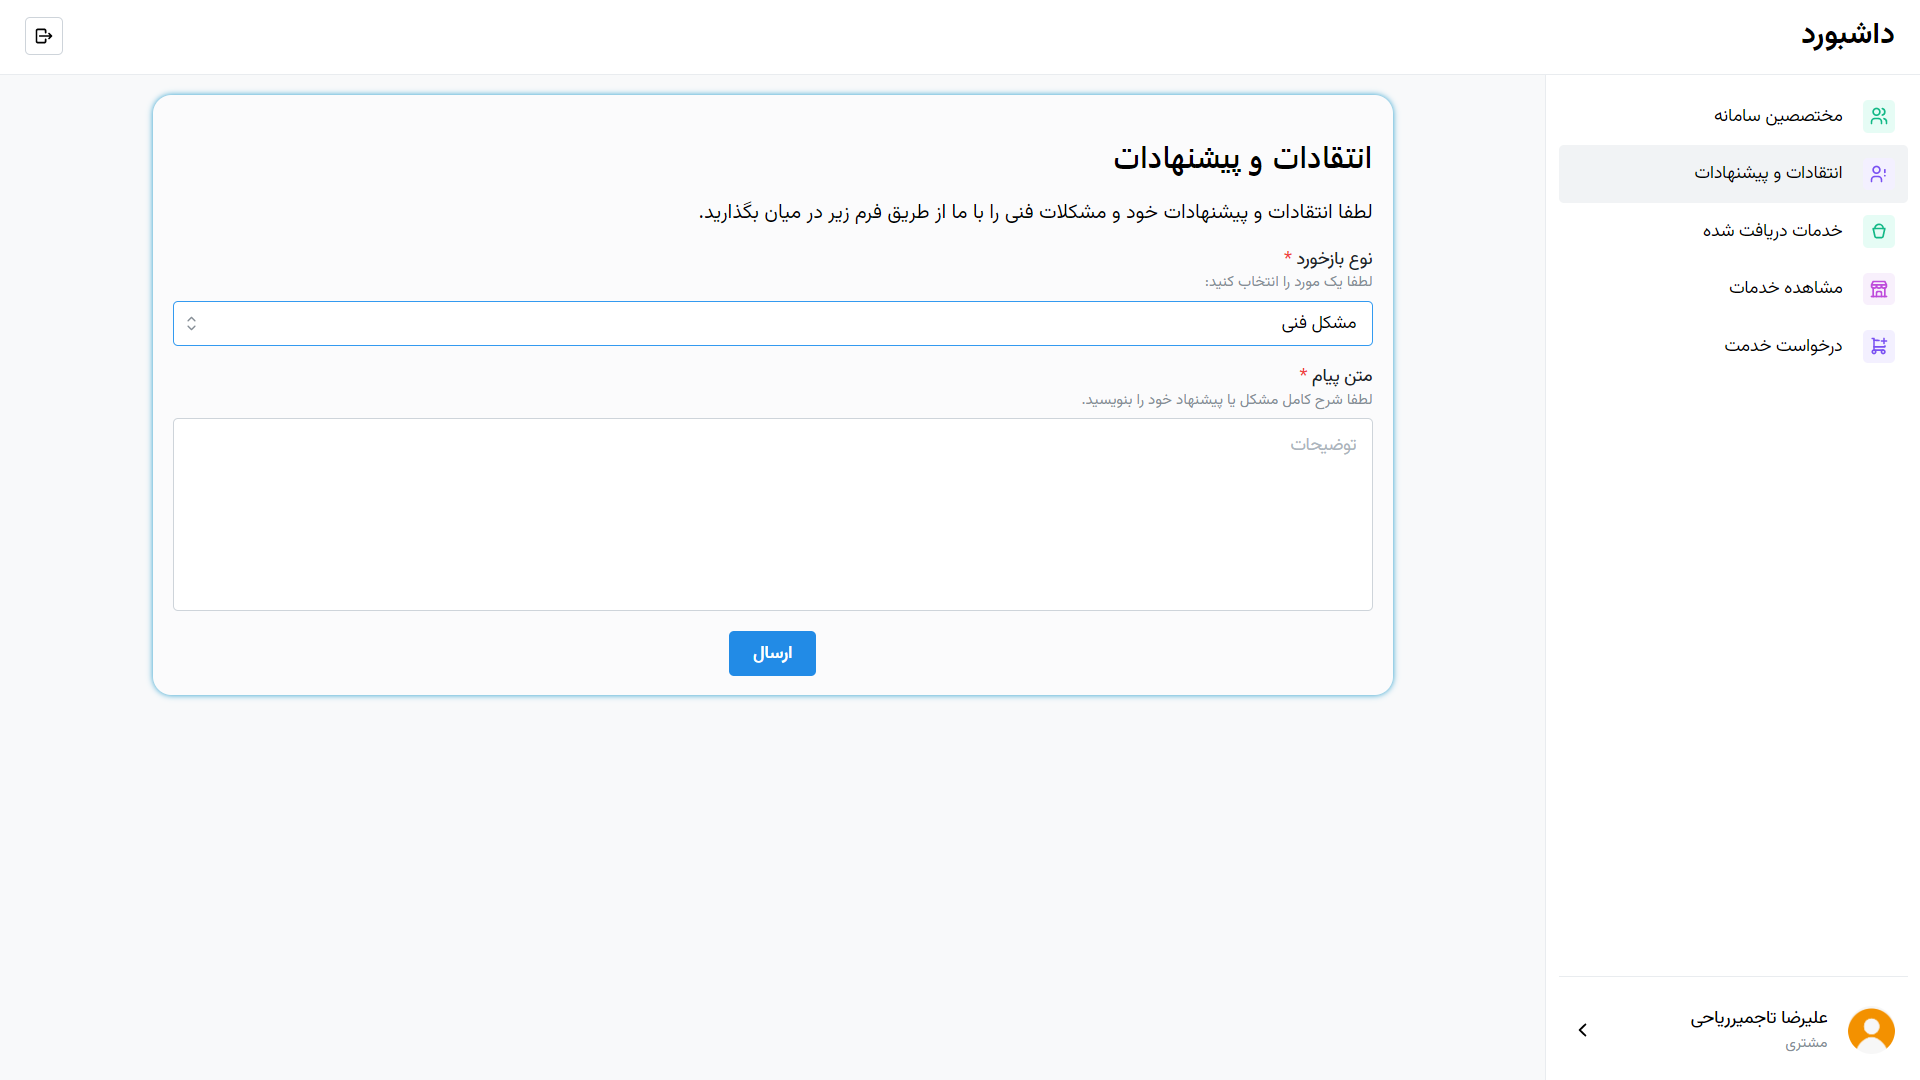 داشبورد
مختصصین سامانه
انتقادات و پیشنهادات
خدمات دریافت شده
مشاهده خدمات
درخواست خدمت
انتقادات و پیشنهادات
لطفا انتقادات و پیشنهادات خود و مشکلات فنی را با ما از طریق فرم زیر در میان بگذارید.
نوع بازخورد *
لطفا یک مورد را انتخاب کنید:
مشکل فنی
متن پیام *
لطفا شرح کامل مشکل یا پیشنهاد خود را بنویسید.
توضیحات
ارسال
علیرضا تاجمیرریاحی
مشتری